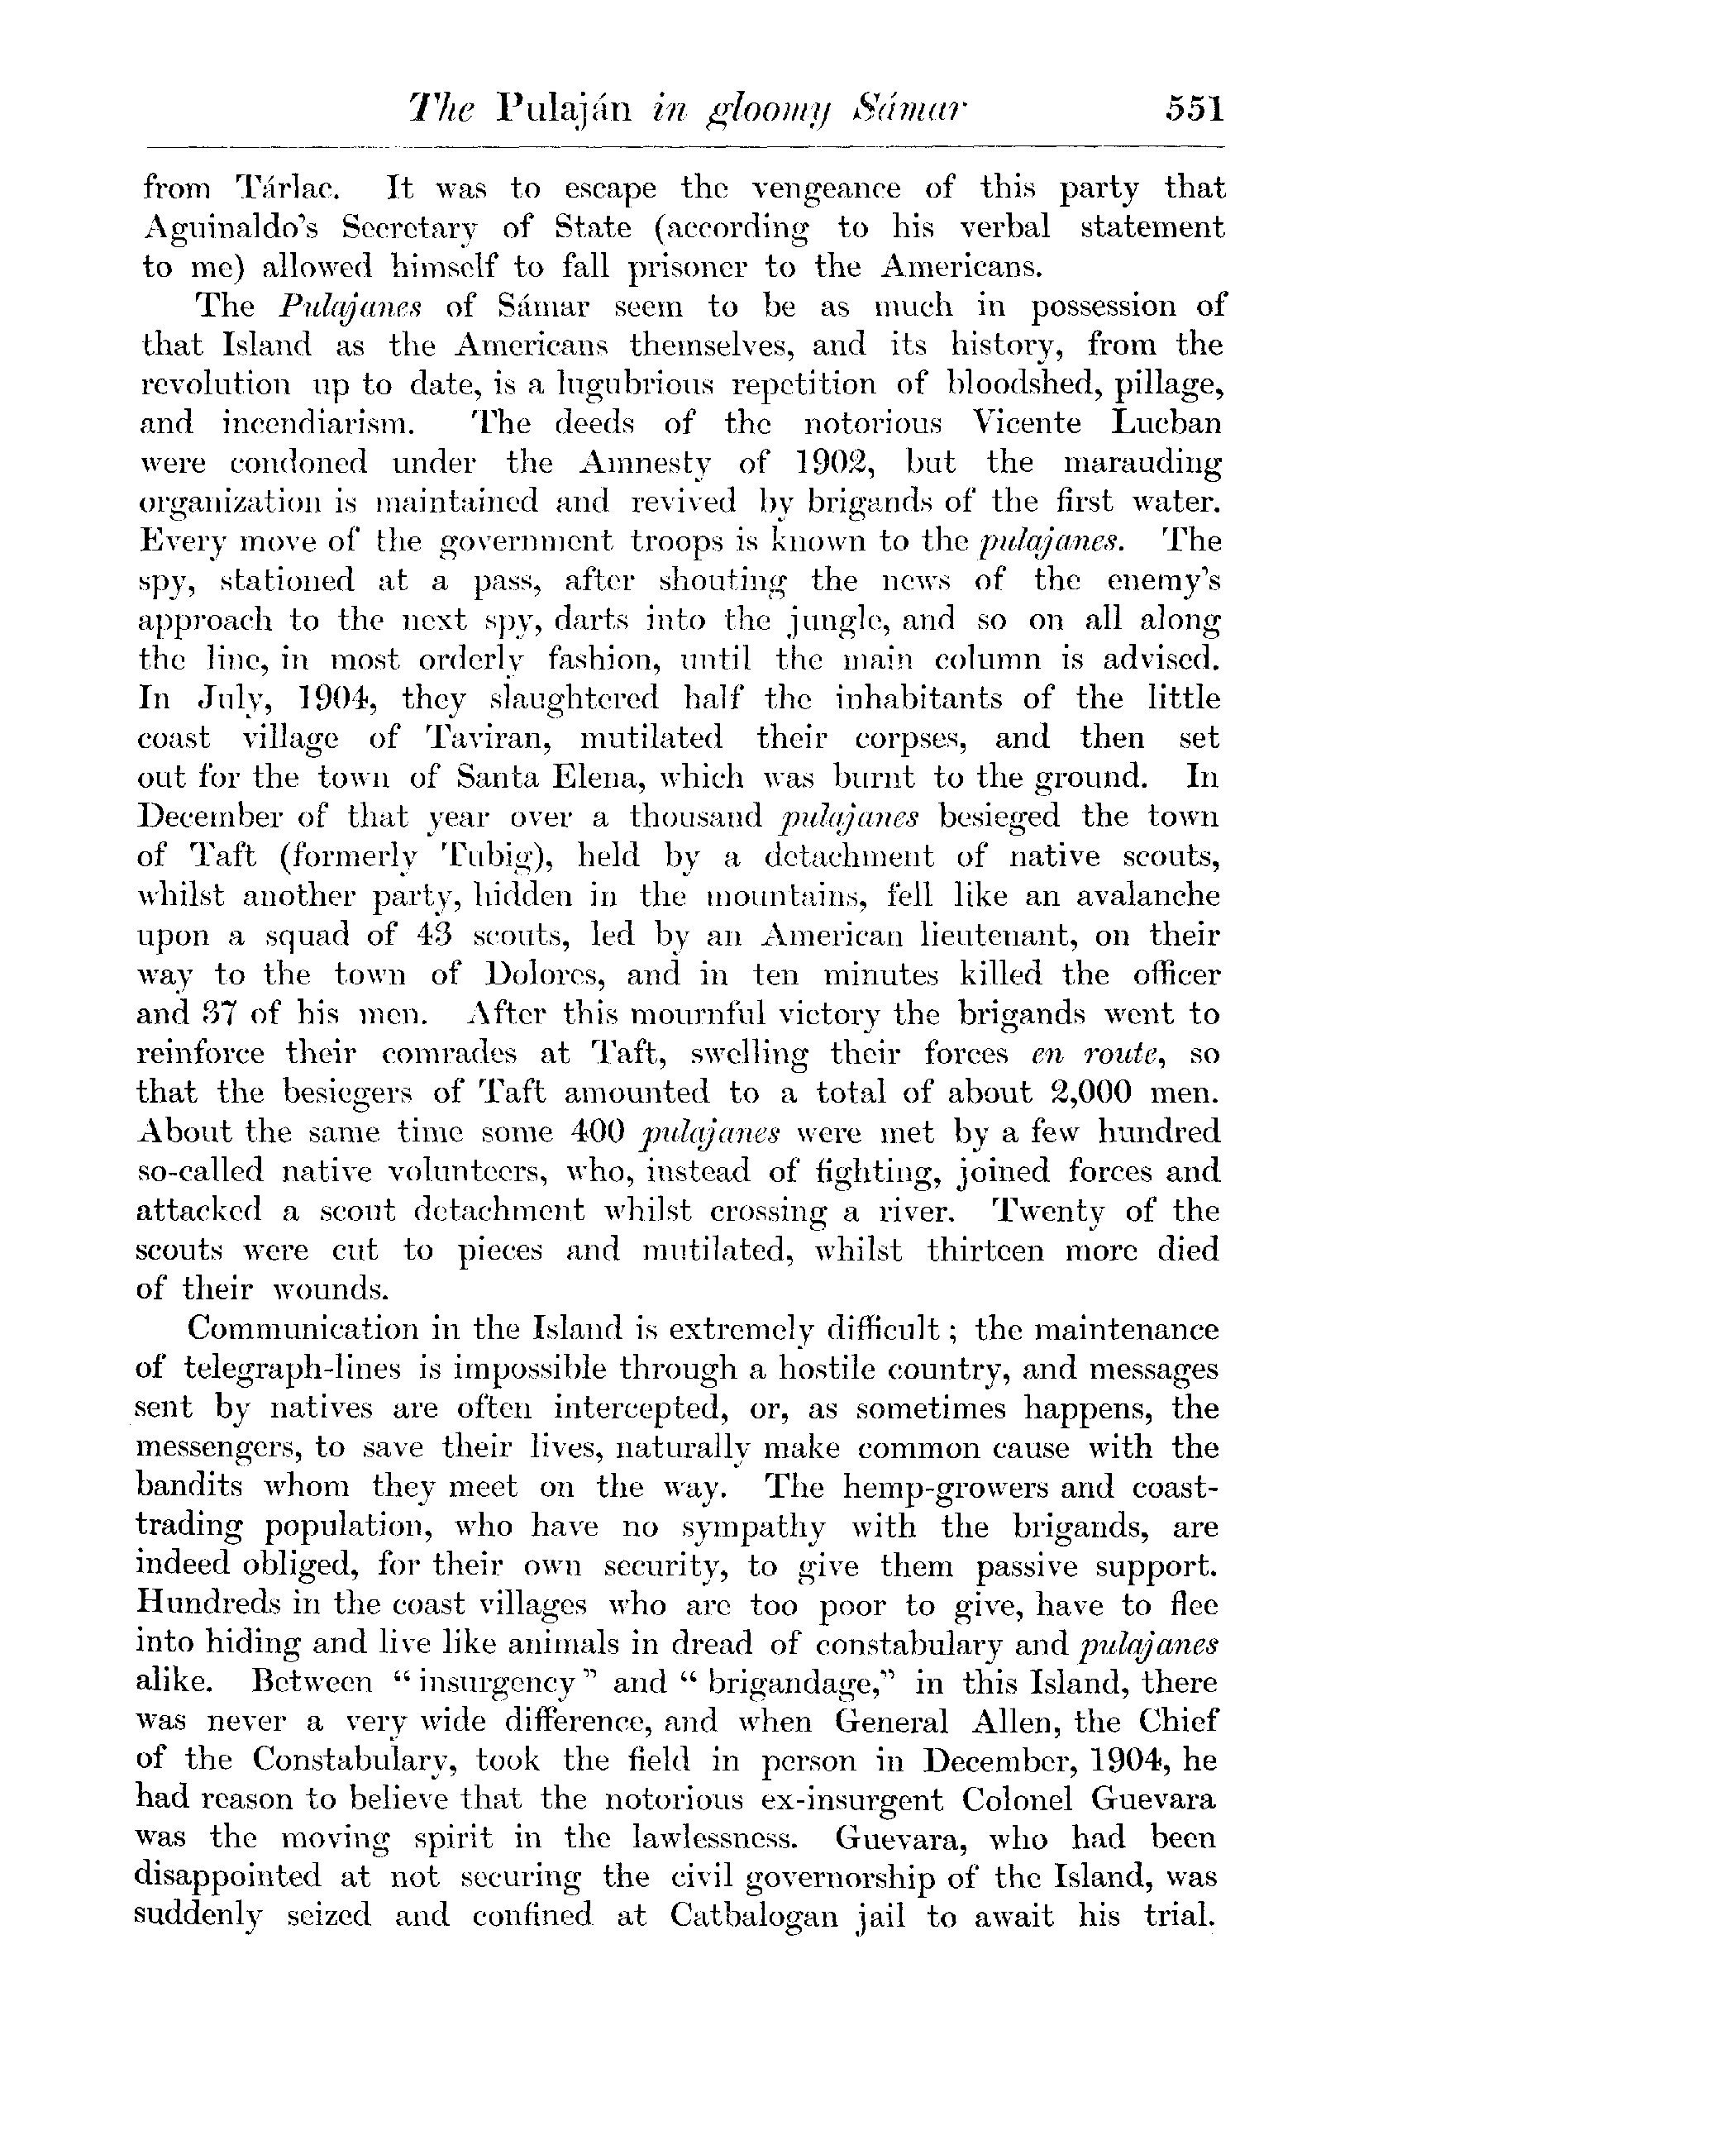 The Pulaján in gloomy Sámar 551
from Tárlac. It was to escape the vengeance of this party that
Aguinaldo's Secretary of State (according to his verbal statement
to me) allowed himself to fall prisoner to the Americans.
The Pulajanes of Sámar seem to be as much in possession of
that Island as the Americans themselves, and its history, from the
revolution up to date, is a lugubrious repetition of bloodshed, pillage,
and incendiarism. The deeds of the notorious Vicente Lucban
were condoned under the Amnesty of 1902, but the marauding
organization is maintained and revived by brigands of the first water.
Every move of the government troops is known to the pulajanes. The
spy, stationed at a pass, after shouting the news of the enemy's
approach to the next spy, darts into the jungle, and so on all along
the line, in most orderly fashion, until the main column is advised.
In July, 1904, they slaughtered half the inhabitants of the little
coast village of Taviran, mutilated their corpses, and then set
out for the town of Santa Elena, which was burnt to the ground. In
December of that year over a thousand pulajanes besieged the town
of Taft (formerly Tubig), held by a detachment of native scouts,
whilst another party, hidden in the mountains, fell like an avalanche
upon a squad of 43 scouts, led by an American lieutenant, on their
way to the town of Dolores, and in ten minutes killed the officer
and 37 of his men. After this mournful victory the brigands went to
reinforce their comrades at Taft, swelling their forces en route, so
that the besiegers of Taft amounted to a total of about 2,000 men.
About the same time some 400 pulajanes were met by a few hundred
so-called native volunteers, who, instead of fighting, joined forces and
attacked a scout detachment whilst crossing a river. Twenty of the
scouts were cut to pieces and mutilated, whilst thirteen more died
of their wounds.
Communication in the Island is extremely difficult; the maintenance
of telegraph-lines is impossible through a hostile country, and messages
sent by natives are often intercepted, or, as sometimes happens, the
messengers, to save their lives, naturally make common cause with the
bandits whom they meet on the way. The hemp-growers and coast-
trading population, who have no sympathy with the brigands, are
indeed obliged, for their own security, to give them passive support.
Hundreds in the coast villages who are too poor to give, have to flee
into hiding and live like animals in dread of constabulary and pulajanes
alike. Between "insurgency" and "brigandage," in this Island, there
was never a very wide difference, and when General Allen, the Chief
of the Constabulary, took the field in person in December, 1904, he
had reason to believe that the notorious ex-insurgent Colonel Guevara
was the moving spirit in the lawlessness. Guevara, who had been
disappointed at not securing the civil governorship of the Island, was
suddenly seized and confined at Catbalogan jail to await his trial.